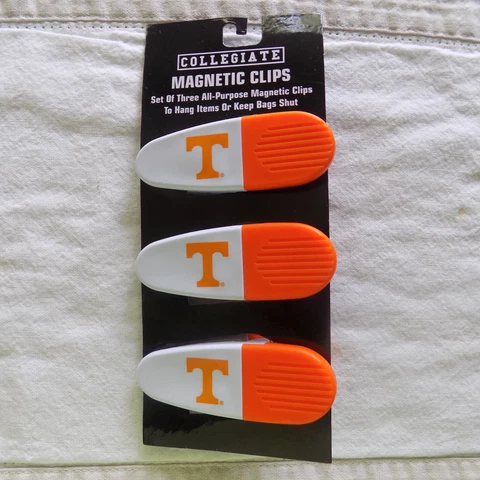 COLLEGIATE
MAGNETIC CLIPS
Set Of Three All-Purpose Magnetic Clips
To Hang Items Or Keep Bags Shut
T
T
T